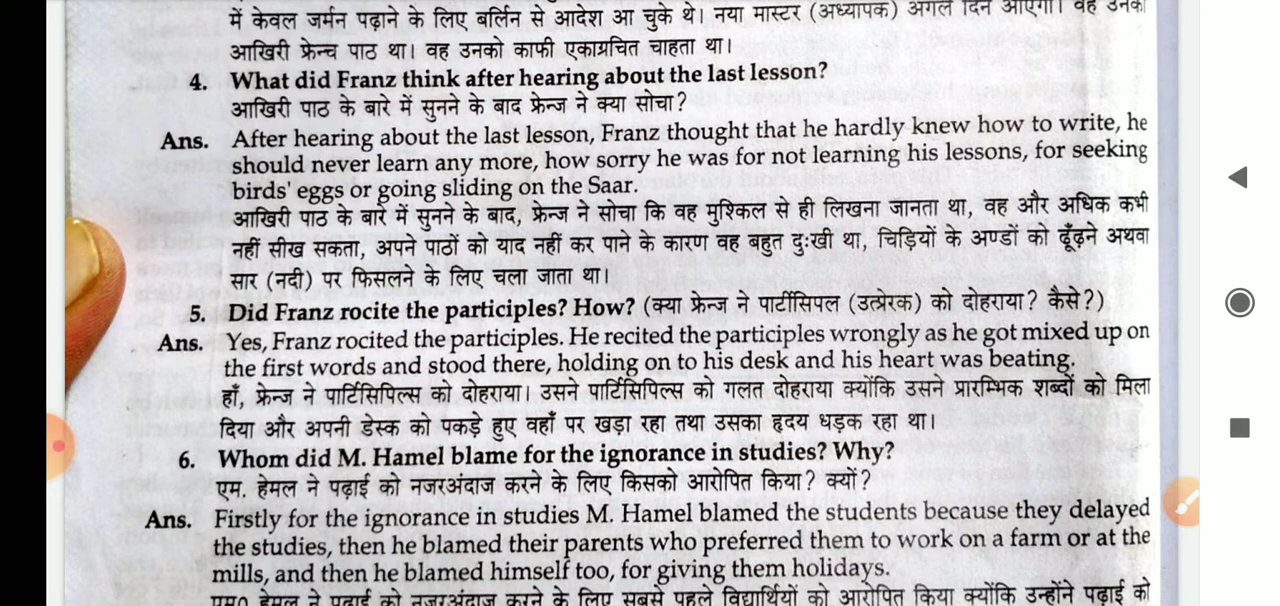 में केवल जर्मन पढ़ाने के लिए बर्लिन से आदेश आ चुके थे। नया मास्टर (अध्यापक) अगले दिन आएगा। वह उनका
आखिरी फ्रेन्च पाठ था। वह उनको काफी एकाग्रचित चाहता था।
4. What did Franz think after hearing about the last lesson?
आखिरी पाठ के बारे में सुनने के बाद फ्रेन्ज ने क्या सोचा?
Ans. After hearing about the last lesson, Franz thought that he hardly knew how to write, he
should never learn any more, how sorry he was for not learning his lessons, for seeking
birds' eggs or going sliding on the Saar.
आखिरी पाठ के बारे में सुनने के बाद, फ्रेन्ज ने सोचा कि वह मुश्किल से ही लिखना जानता था, वह और अधिक कभी
नहीं सीख सकता, अपने पाठों को याद नहीं कर पाने के कारण वह बहुत दुःखी था, चिड़ियों के अण्डों को ढूँढ़ने अथवा
सार (नदी) पर फिसलने के लिए चला जाता था।
5. Did Franz rocite the participles? How? (क्या फ्रेन्ज ने पार्टीसिपल (उत्प्रेरक) को दोहराया? कैसे?)
Ans. Yes, Franz rocited the participles. He recited the participles wrongly as he got mixed up on
the first words and stood there, holding on to his desk and his heart was beating.
हाँ, फ्रेन्ज ने पार्टिसिपिल्स को दोहराया। उसने पार्टिसिपिल्स को गलत दोहराया क्योंकि उसने प्रारम्भिक शब्दों को मिला
दिया और अपनी डेस्क को पकड़े हुए वहाँ पर खड़ा रहा तथा उसका हृदय धड़क रहा था।
6. Whom did M. Hamel blame for the ignorance in studies? Why?
एम. हेमल ने पढ़ाई को नजरअंदाज करने के लिए किसको आरोपित किया? क्यों?
Ans. Firstly for the ignorance in studies M. Hamel blamed the students because they delayed
the studies, then he blamed their parents who preferred them to work on a farm or at the
mills, and then he blamed himself too, for giving them holidays.
एम० हेमल ने पढ़ाई को नजरअंदाज करने के लिए सबसे पहले विद्यार्थियों को आरोपित किया क्योंकि उन्होंने पढ़ाई को